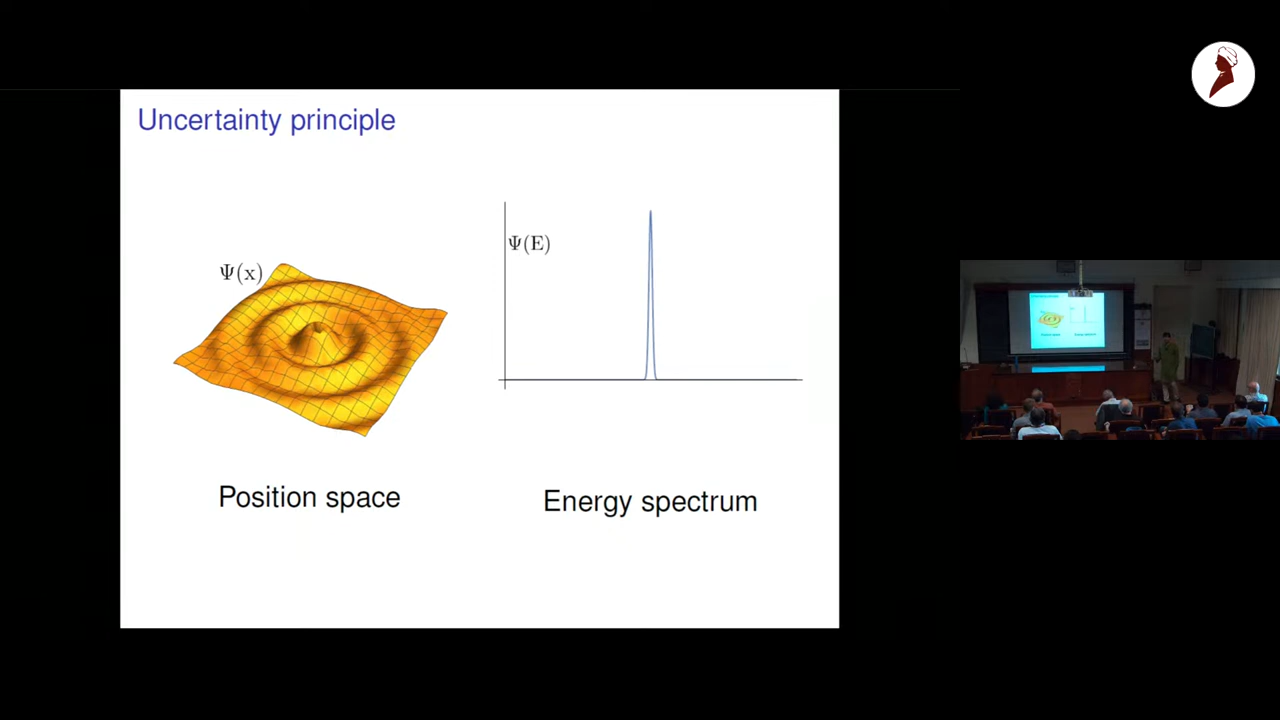 Uncertainty principle
Ψ(x)
Ψ(E)
Position space
Energy spectrum